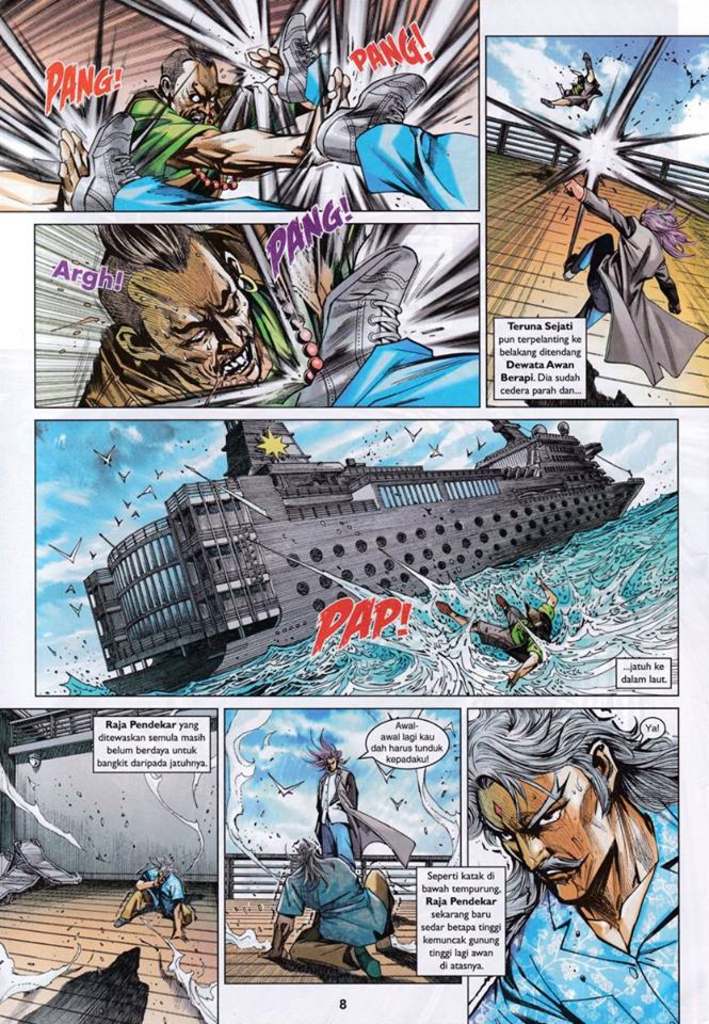 PANG!
PANG!
Argh!
PANG!
Teruna Sejati
pun terpelanting ke
belakang ditendang
Dewata Awan
Berapi. Dia sudah
cedera parah dan...
PAP!
...jatuh ke
dalam laut.
Raja Pendekar yang
ditewaskan semula masih
belum berdaya untuk
bangkit daripada jatuhnya.
Awal-
awal lagi kau
dah harus tunduk
kepadaku!
Seperti katak di
bawah tempurung,
Raja Pendekar
sekarang baru
sedar betapa tinggi
kemuncak gunung
tinggi lagi awan
di atasnya.
Ya!
8